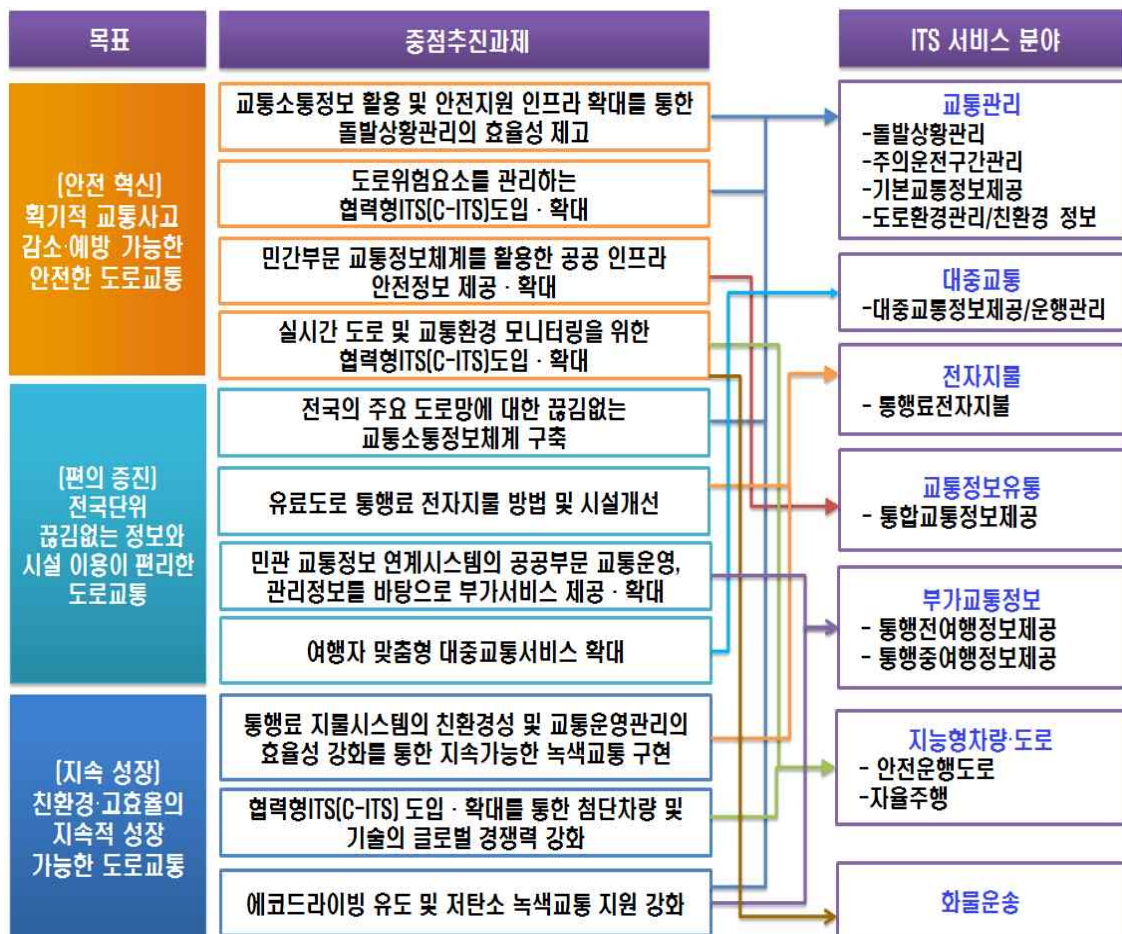 목표
중점추진과제
ITS 서비스 분야
[안전 혁신]
획기적 교통사고
감소·예방 가능한
안전한 도로교통
교통소통정보 활용 및 안전지원 인프라 확대를 통한
돌발상황관리의 효율성 제고
도로위험요소를 관리하는
협력형ITS(C-ITS)도입 · 확대
민간부문 교통정보체계를 활용한 공공 인프라
안전정보 제공 · 확대
실시간 도로 및 교통환경 모니터링을 위한
협력형ITS(C-ITS)도입 · 확대
[편의 증진]
전국단위
끊김없는 정보와
시설 이용이 편리한
도로교통
전국의 주요 도로망에 대한 끊김없는
교통소통정보체계 구축
유료도로 통행료 전자지불 방법 및 시설개선
민관 교통정보 연계시스템의 공공부문 교통운영,
관리정보를 바탕으로 부가서비스 제공 · 확대
여행자 맞춤형 대중교통서비스 확대
[지속 성장]
친환경·고효율의
지속적 성장
가능한 도로교통
통행료 지불시스템의 친환경성 및 교통운영관리의
효율성 강화를 통한 지속가능한 녹색교통 구현
협력형ITS(C-ITS) 도입 · 확대를 통한 첨단차량 및
기술의 글로벌 경쟁력 강화
에코드라이빙 유도 및 저탄소 녹색교통 지원 강화
교통관리
-돌발상황관리
-주의운전구간관리
-기본교통정보제공
-도로환경관리/친환경 정보
대중교통
-대중교통정보제공/운행관리
전자지불
- 통행료전자지불
교통정보유통
- 통합교통정보제공
부가교통정보
- 통행전여행정보제공
- 통행중여행정보제공
지능형차량·도로
- 안전운행도로
-자율주행
화물운송